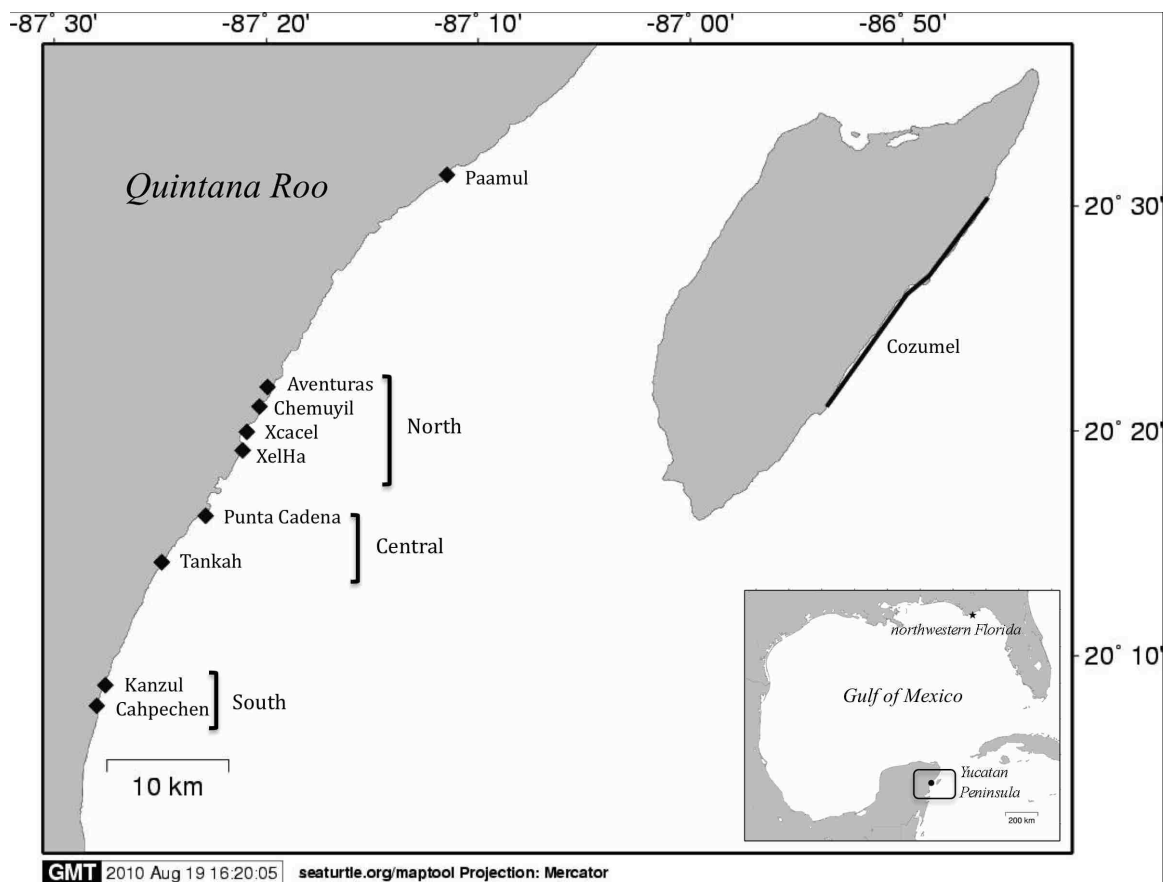 -87˚ 30' -87˚ 20' -87˚ 10' -87˚ 00' -86˚ 50'
Quintana Roo
Paamul
20˚ 30'
Cozumel
Aventuras
Chemuyil
North
Xcacel
20˚ 20'
XelHa
Punta Cadena
Central
Tankah
northwestern Florida
20˚ 10'
Kanzul
South
Cahpechen
Gulf of Mexico
10 km
Yucatan
Peninsula
200 km
GMT 2010 Aug 19 16:20:05 seaturtle.org/maptool Projection: Mercator